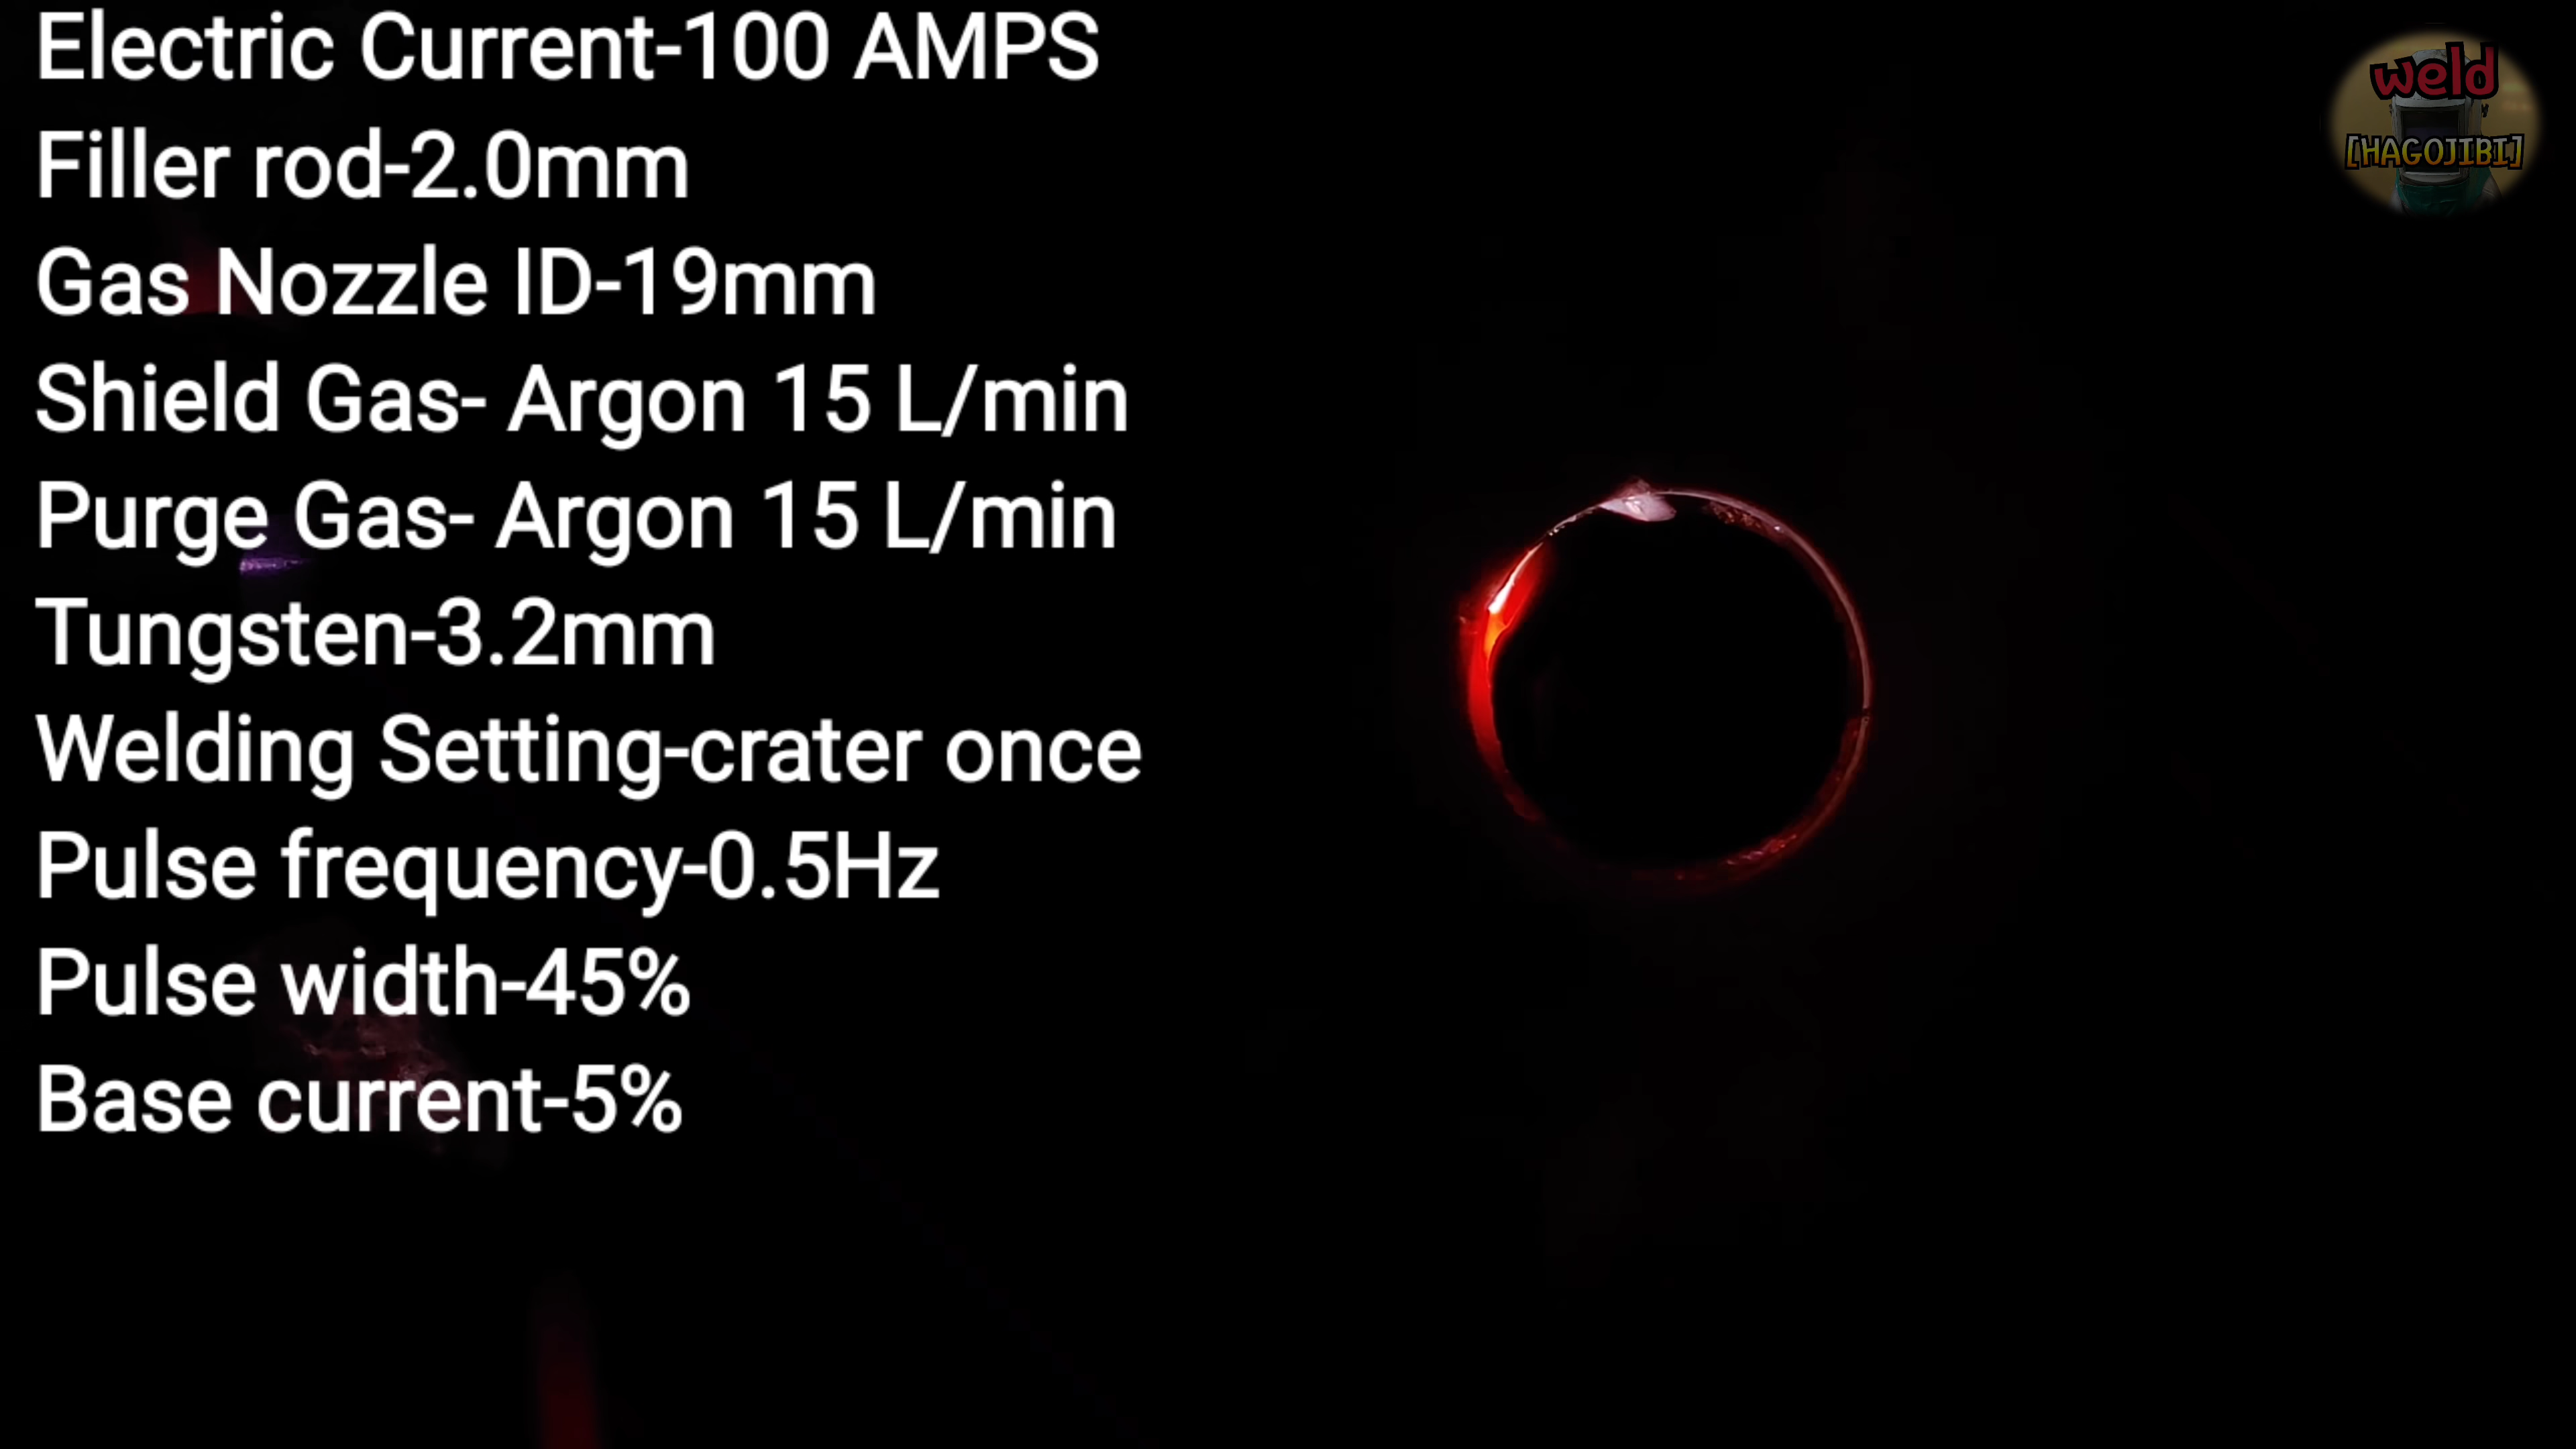 Electric Current-100 AMPS
Filler rod-2.0mm
Gas Nozzle ID-19mm
Shield Gas- Argon 15 L/min
Purge Gas- Argon 15 L/min
Tungsten-3.2mm
Welding Setting-crater once
Pulse frequency-0.5Hz
Pulse width-45%
Base current-5%
weld
[HAGOJIBI]